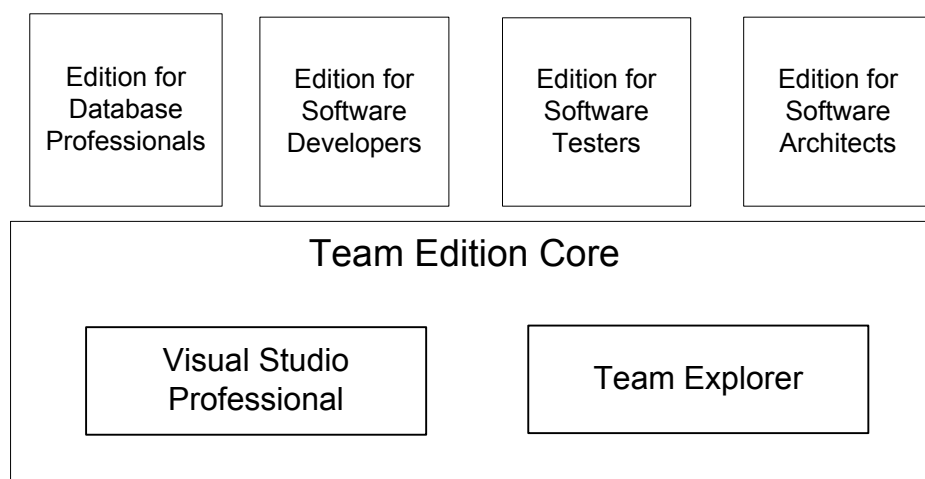 Edition for
Database
Professionals
Edition for
Software
Developers
Edition for
Software
Testers
Edition for
Software
Architects
Team Edition Core
Visual Studio
Professional
Team Explorer